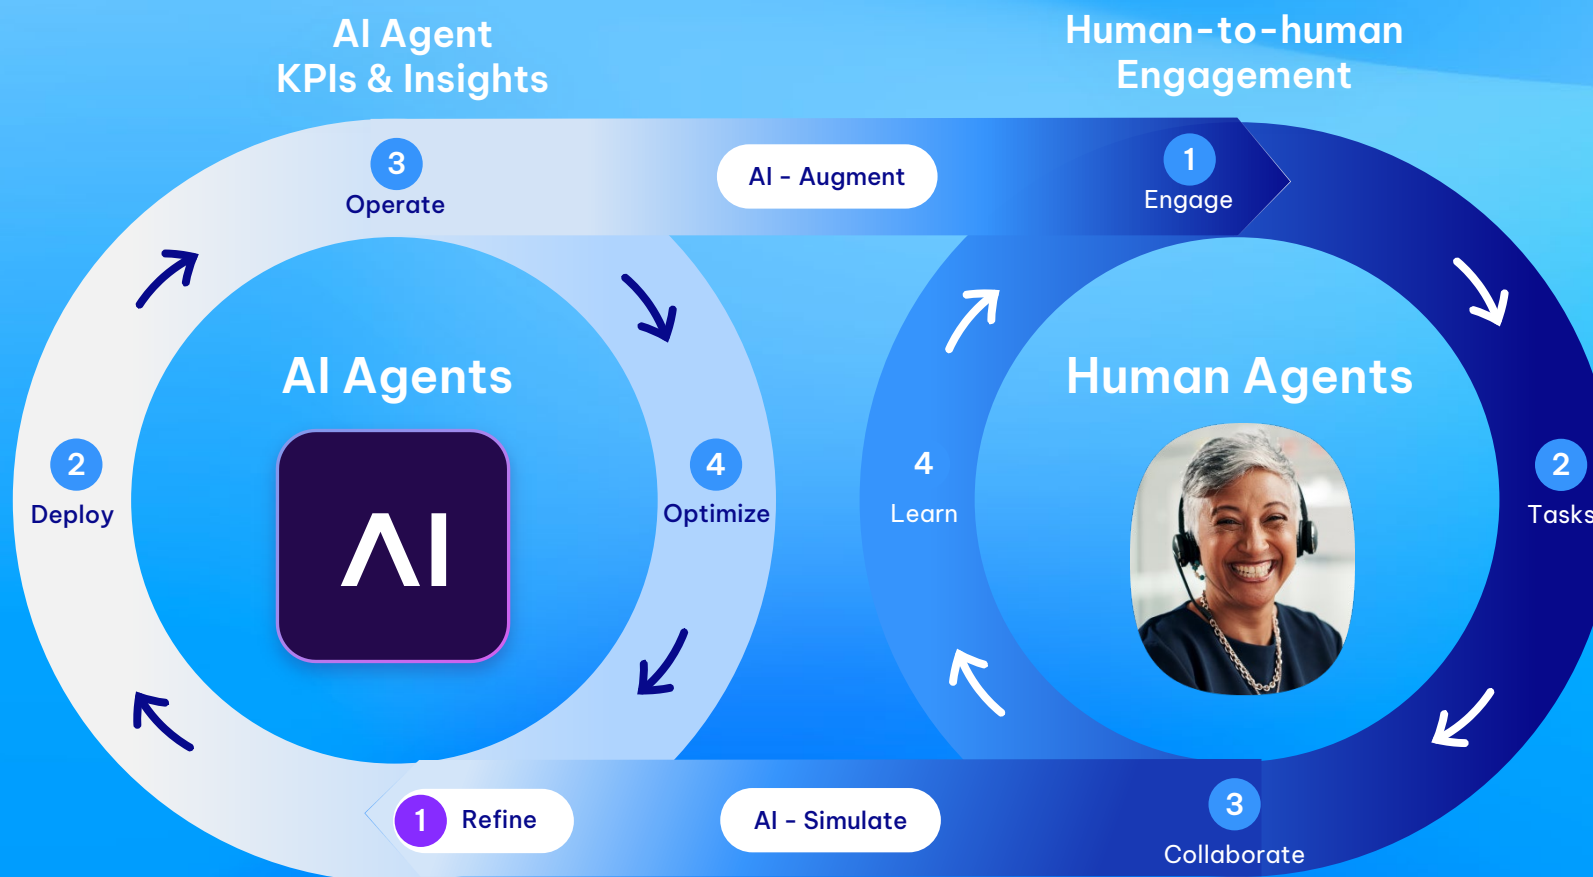 AI Agent
KPIs & Insights
Human-to-human
Engagement
3
Operate
AI - Augment
1
Engage
AI Agents
Human Agents
2
Deploy
4
Optimize
4
Learn
2
Tasks
AI
1
Refine
AI - Simulate
3
Collaborate